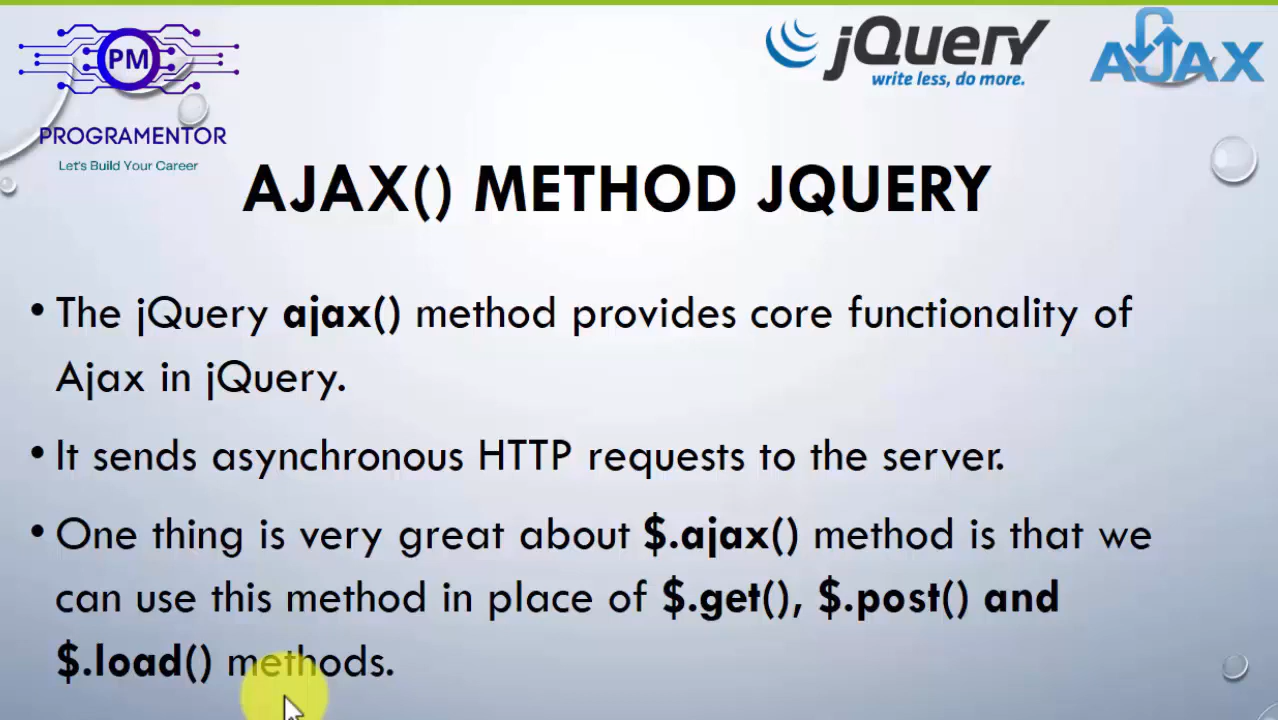 PM
PROGRAMENTOR
Let's Build Your Career
jQuery
write less, do more.
AJAX
AJAX() METHOD JQUERY
• The jQuery ajax() method provides core functionality of
Ajax in jQuery.
• It sends asynchronous HTTP requests to the server.
• One thing is very great about $.ajax() method is that we
can use this method in place of $.get(), $.post() and
$.load() methods.